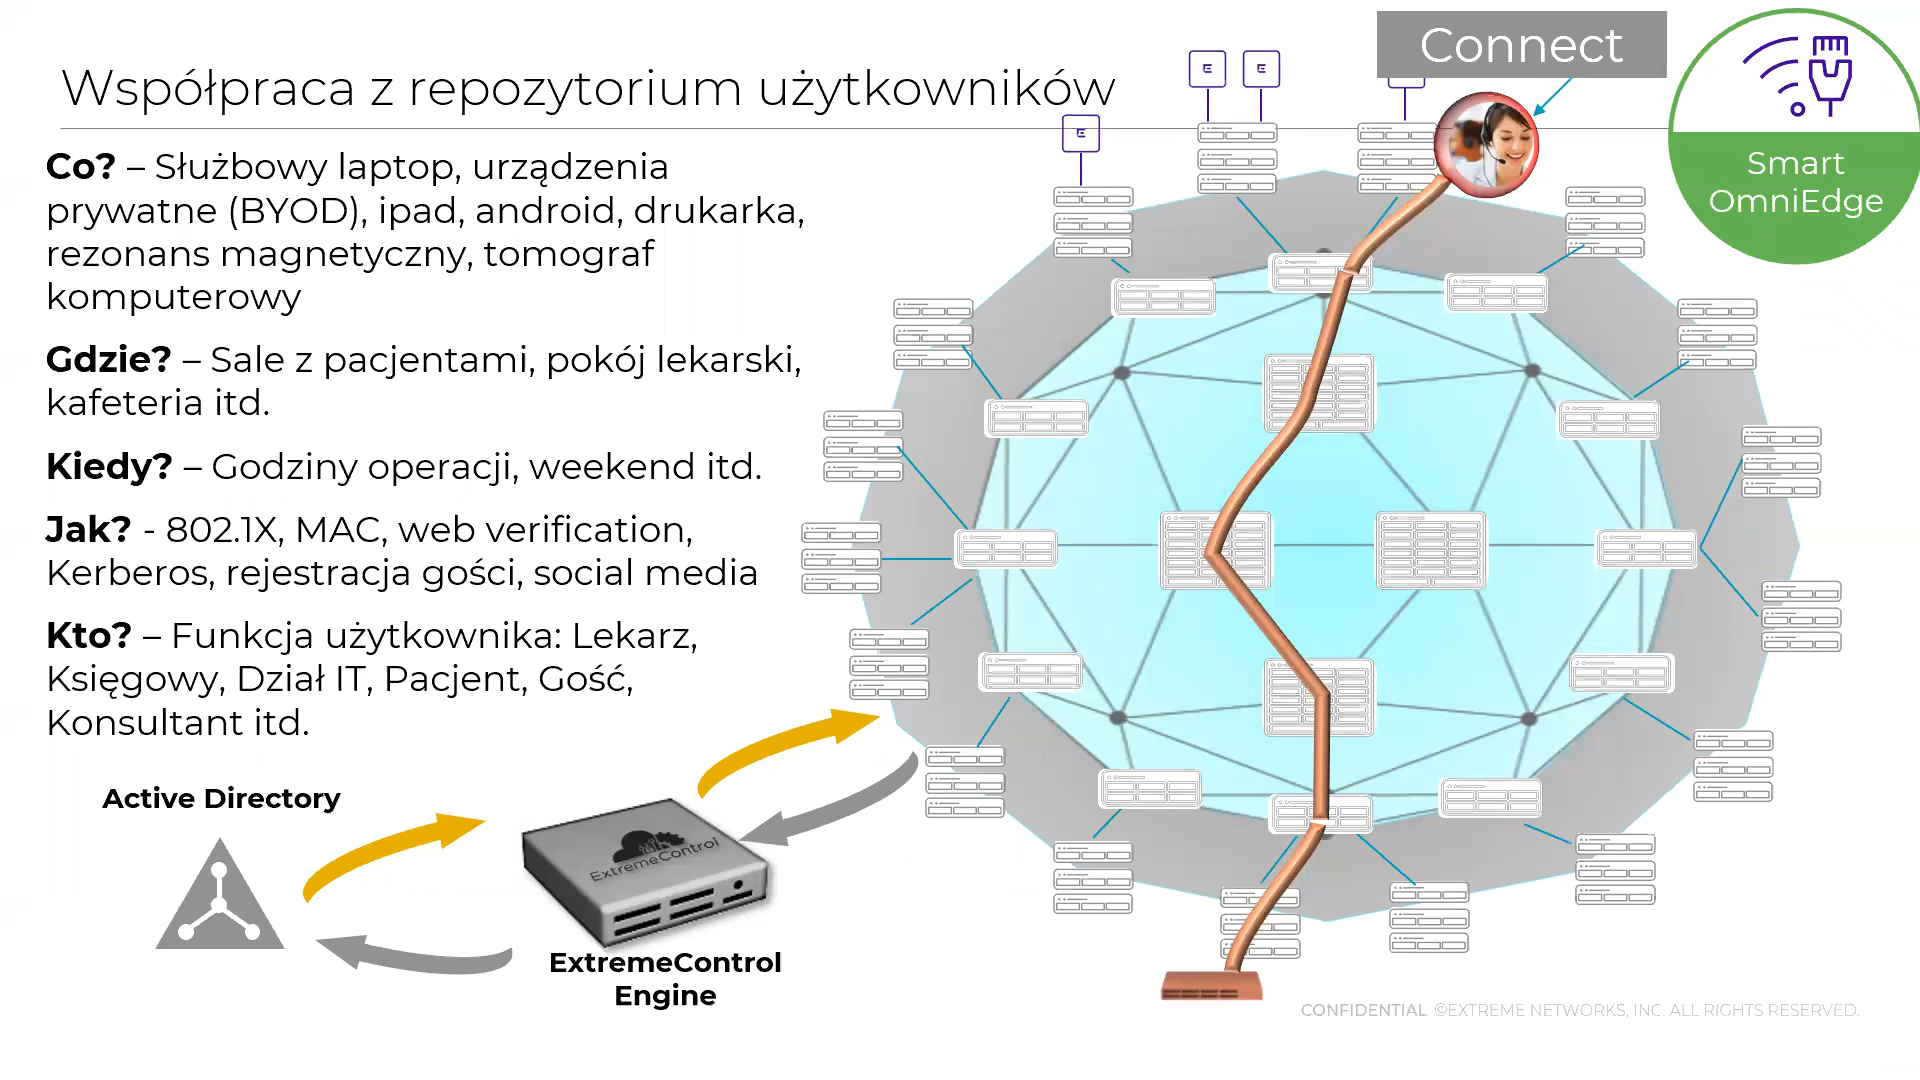 Connect
Współpraca z repozytorium użytkowników
Smart
OmniEdge
Co? – Służbowy laptop, urządzenia
prywatne (BYOD), ipad, android, drukarka,
rezonans magnetyczny, tomograf
komputerowy
Gdzie? – Sale z pacjentami, pokój lekarski,
kafeteria itd.
Kiedy? – Godziny operacji, weekend itd.
Jak? - 802.1X, MAC, web verification,
Kerberos, rejestracja gości, social media
Kto? – Funkcja użytkownika: Lekarz,
Księgowy, Dział IT, Pacjent, Gość,
Konsultant itd.
Active Directory
ExtremeControl
ExtremeControl
Engine
CONFIDENTIAL ©EXTREME NETWORKS, INC. ALL RIGHTS RESERVED.